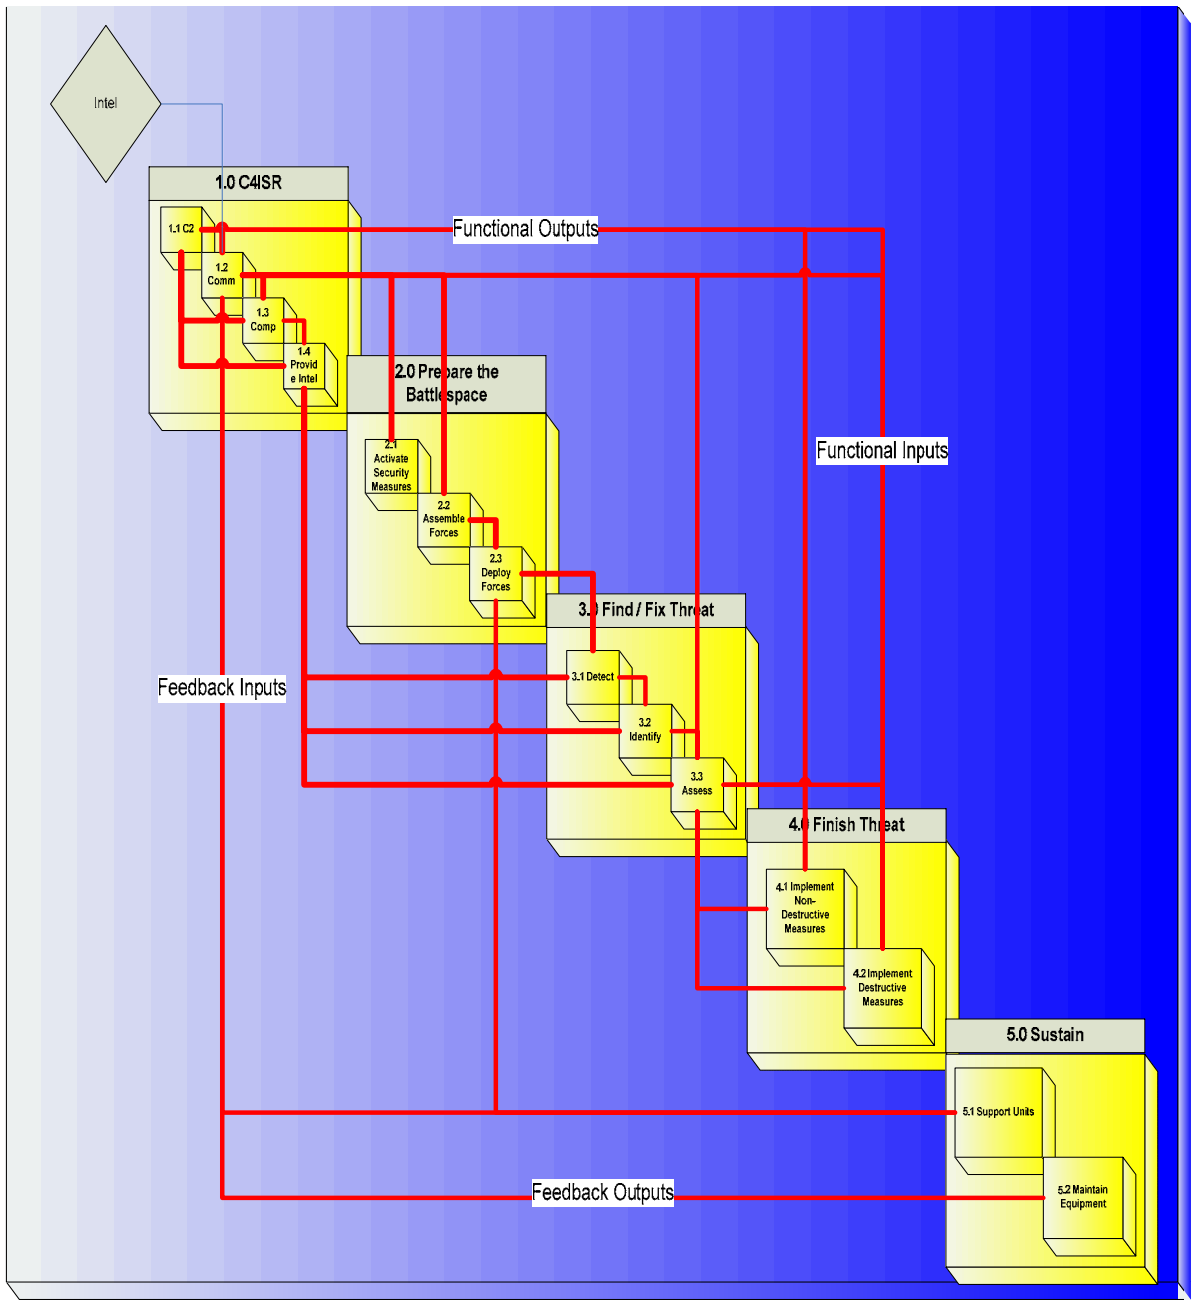 Intel
1.0 C4ISR
1.1 C2
Functional Outputs
1.2
Comm
1.3
Comp
1.4
Provid
e Intel
2.0 Prepare the
Battlespace
2.1
Activate
Security
Measures
Functional Inputs
2.2
Assemble
Forces
2.3
Deploy
Forces
3.0 Find / Fix Threat
Feedback Inputs
3.1 Detect
3.2
Identify
3.3
Assess
4.0 Finish Threat
4.1 Implement
Non-
Destructive
Measures
4.2 Implement
Destructive
Measures
5.0 Sustain
5.1 Support Units
Feedback Outputs
5.2 Maintain
Equipment